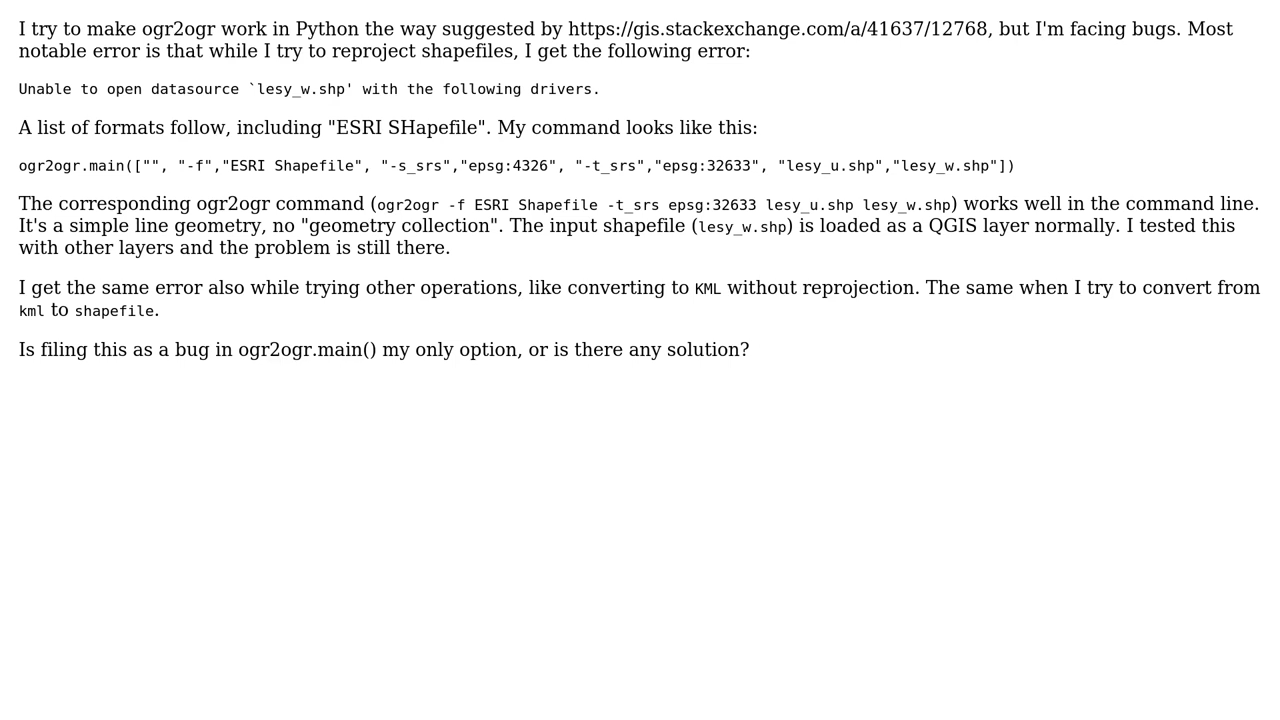 I try to make ogr2ogr work in Python the way suggested by https://gis.stackexchange.com/a/41637/12768, but I'm facing bugs. Most
notable error is that while I try to reproject shapefiles, I get the following error:
Unable to open datasource `lesy_w.shp' with the following drivers.
A list of formats follow, including "ESRI SHapefile". My command looks like this:
ogr2ogr.main(["", "-f","ESRI Shapefile", "-s_srs","epsg:4326", "-t_srs","epsg:32633", "lesy_u.shp","lesy_w.shp"])
The corresponding ogr2ogr command (ogr2ogr -f ESRI Shapefile -t_srs epsg:32633 lesy_u.shp lesy_w.shp) works well in the command line.
It's a simple line geometry, no "geometry collection". The input shapefile (lesy_w.shp) is loaded as a QGIS layer normally. I tested this
with other layers and the problem is still there.
I get the same error also while trying other operations, like converting to KML without reprojection. The same when I try to convert from
kml to shapefile.
Is filing this as a bug in ogr2ogr.main() my only option, or is there any solution?